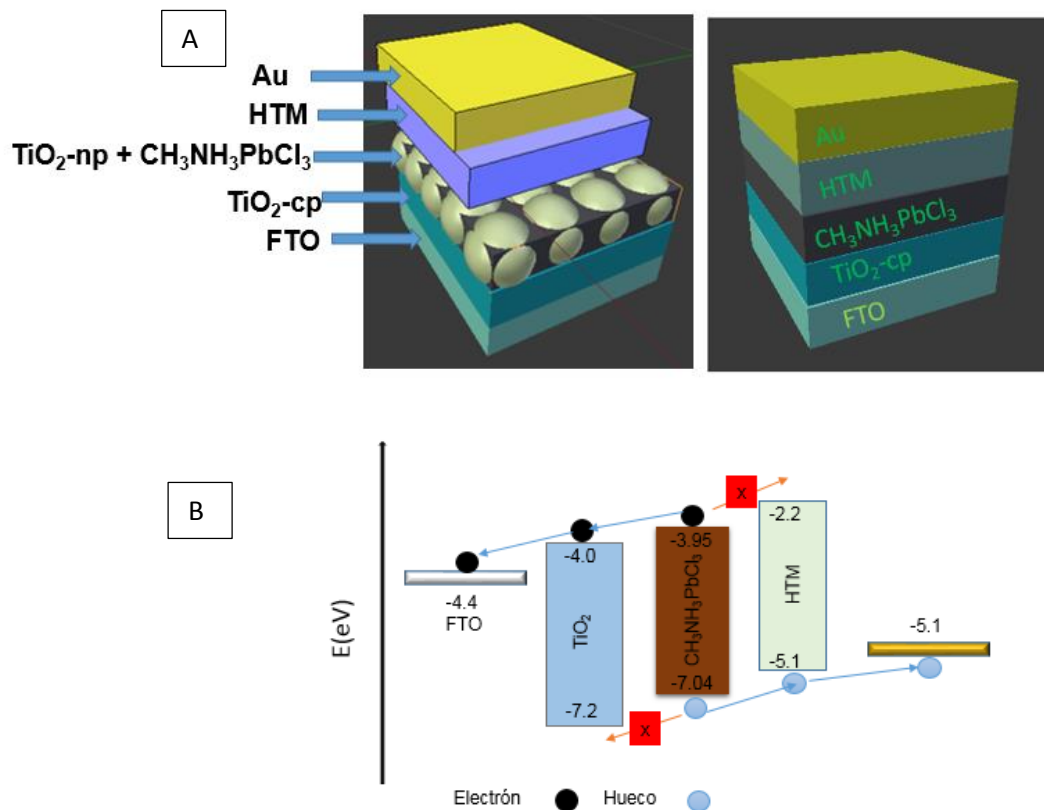 A
Au
HTM
TiO₂-np + CH₃NH₃PbCl₃
TiO₂-cp
FTO
Au
HTM
CH₃NH₃PbCl₃
TiO₂-cp
FTO
B
E(eV)
-4.4
FTO
-4.0
TiO₂
-7.2
x
-3.95
CH₃NH₃PbCl₃
-7.04
x
-2.2
HTM
-5.1
-5.1
Electrón
Hueco